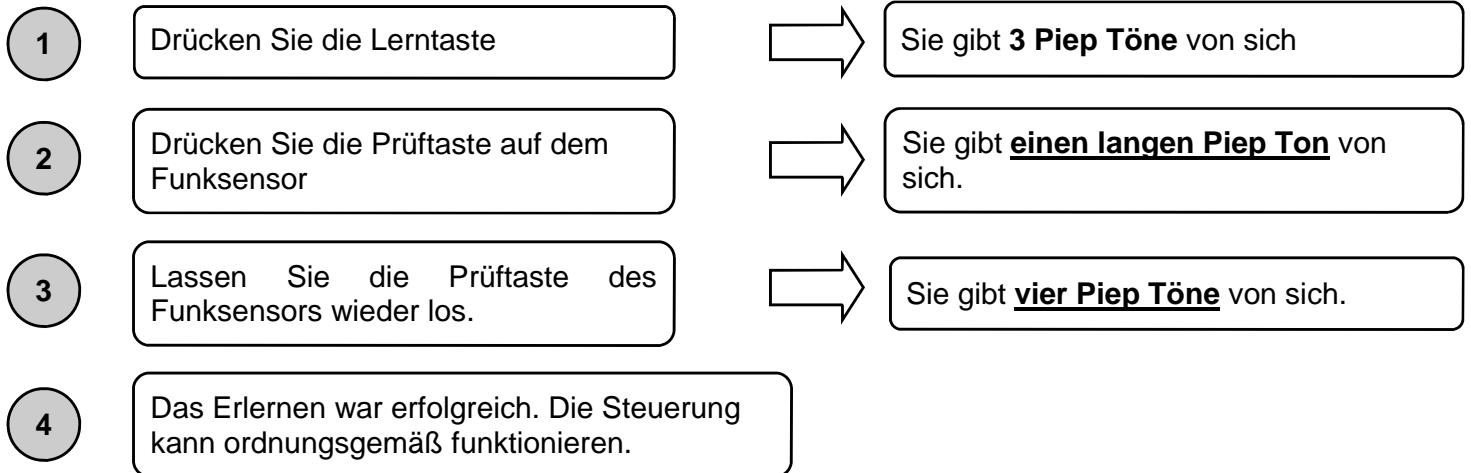 1
Drücken Sie die Lerntaste
Sie gibt 3 Piep Töne von sich
2
Drücken Sie die Prüftaste auf dem
Funksensor
Sie gibt einen langen Piep Ton von
sich.
3
Lassen Sie die Prüftaste des
Funksensors wieder los.
Sie gibt vier Piep Töne von sich.
4
Das Erlernen war erfolgreich. Die Steuerung
kann ordnungsgemäß funktionieren.